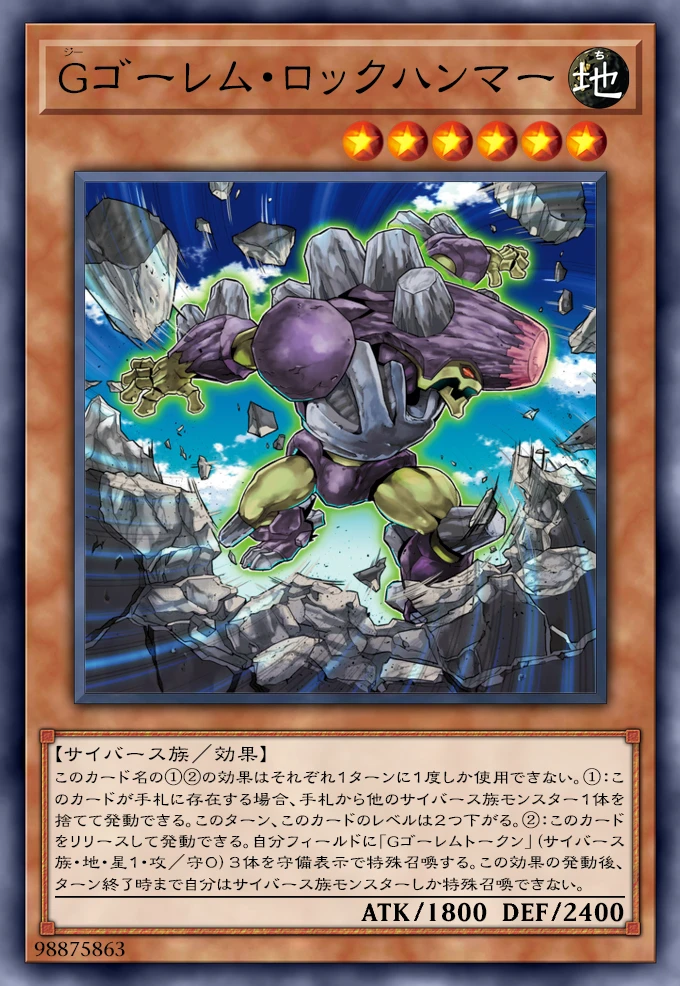 ジー
Gゴーレム・ロックハンマー
ち
地
【サイバース族／効果】
このカード名の①②の効果はそれぞれ1ターンに1度しか使用できない。①：こ
のカードが手札に存在する場合、手札から他のサイバース族モンスター1体を
捨てて発動できる。このターン、このカードのレベルは2つ下がる。②：このカード
をリリースして発動できる。自分フィールドに「Gゴーレムトークン」（サイバース
族・地・星1・攻／守0）3体を守備表示で特殊召喚する。この効果の発動後、
ターン終了時まで自分はサイバース族モンスターしか特殊召喚できない。
ATK/1800 DEF/2400
98875863